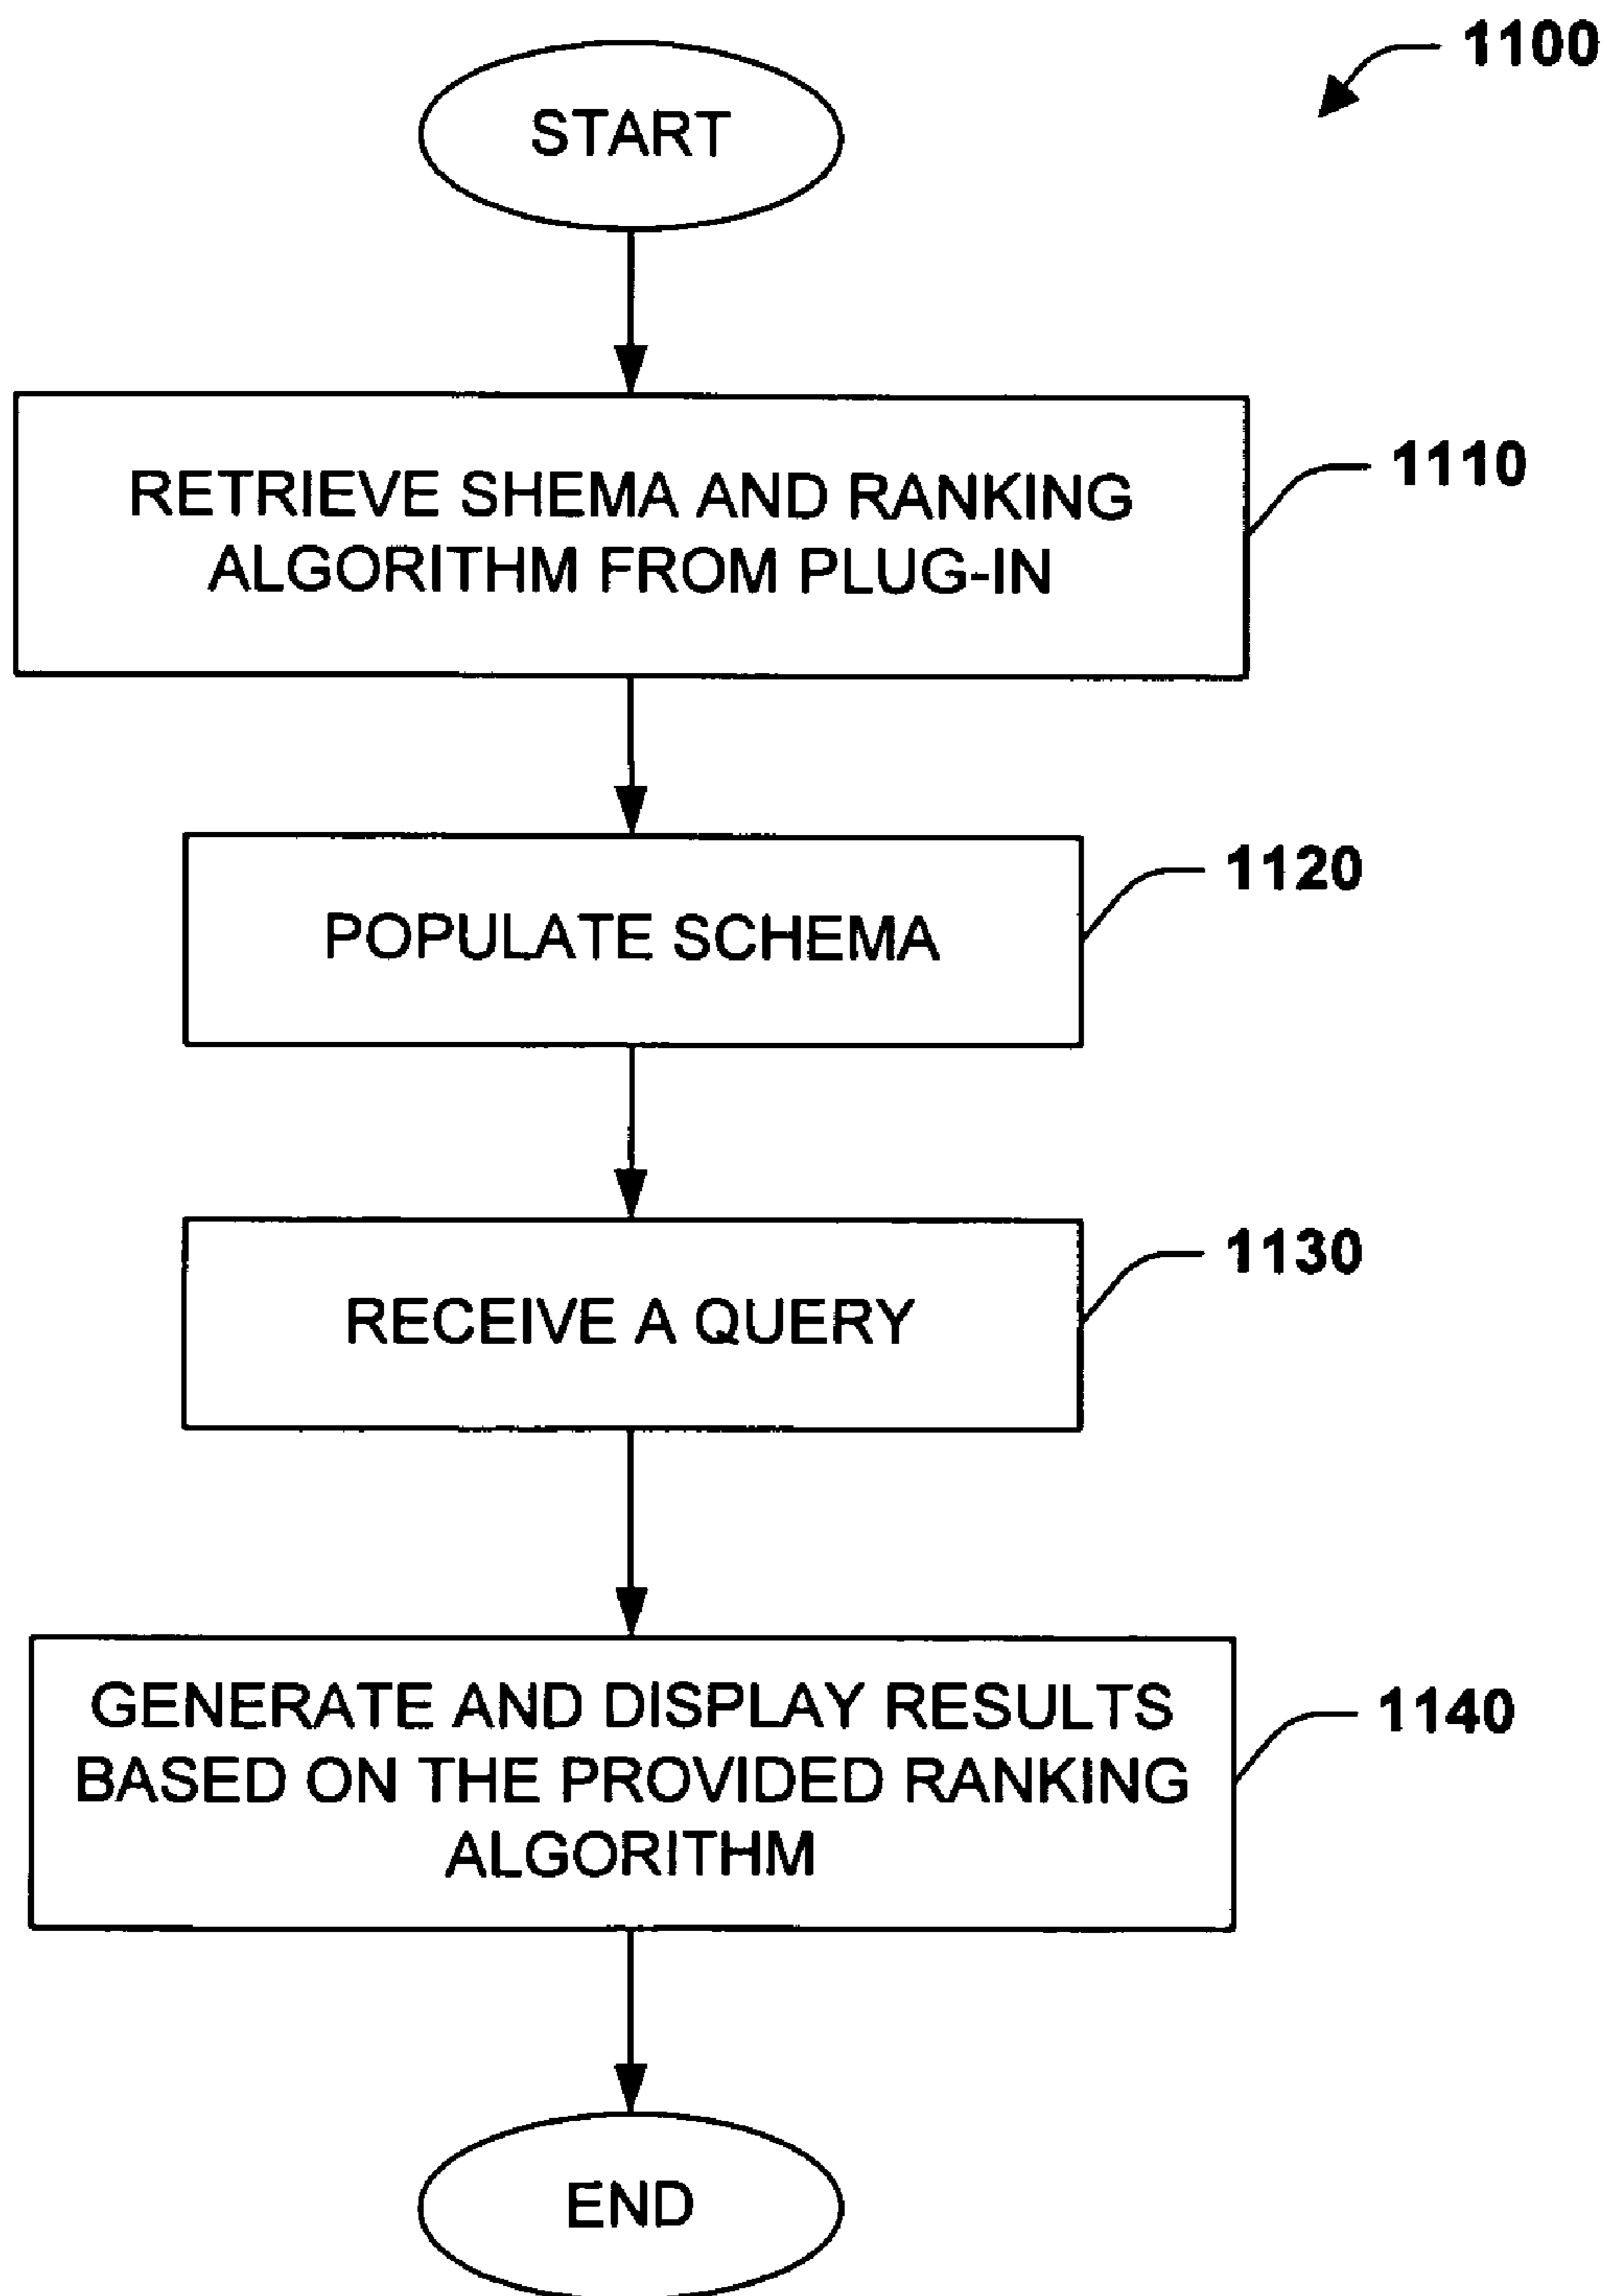 1100
START
RETRIEVE SHEMA AND RANKING
ALGORITHM FROM PLUG-IN
1110
POPULATE SCHEMA
1120
RECEIVE A QUERY
1130
GENERATE AND DISPLAY RESULTS
BASED ON THE PROVIDED RANKING
ALGORITHM
1140
END